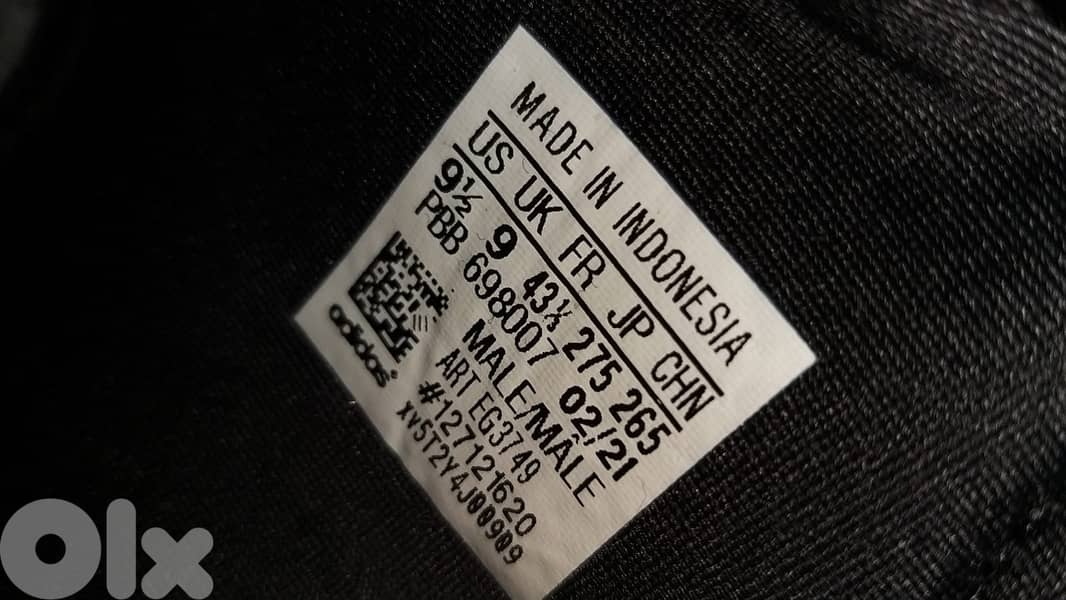 MADE IN INDONESIA
US UK FR JP CHN
9½ 9 43⅓ 275 265
PBB 698007 02/21
MALE/MALE
ART EG3749
#127121620
xv5T2Y4J00909
adidas
Olx